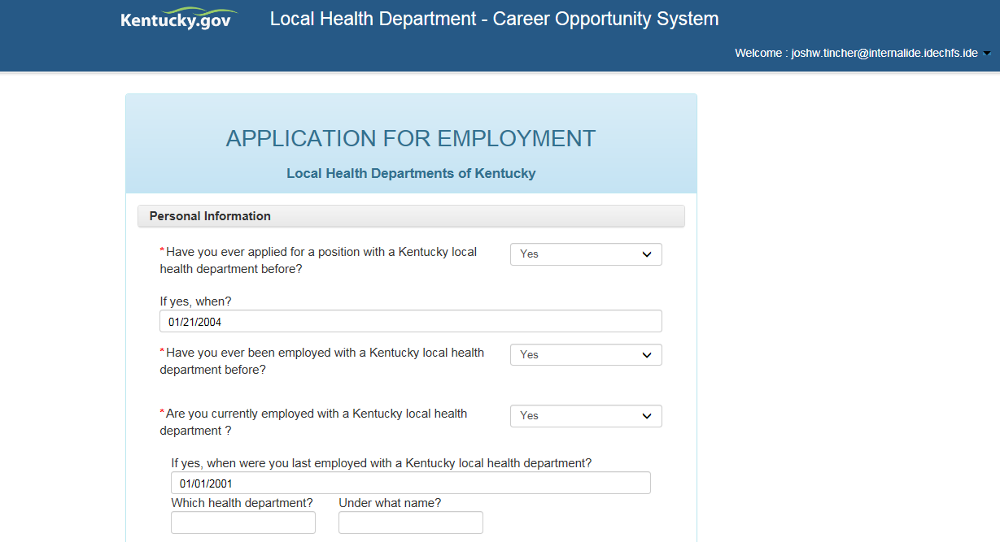 Kentucky.gov
Local Health Department - Career Opportunity System
Welcome : joshw.tincher@internalide.idechfs.ide
APPLICATION FOR EMPLOYMENT
Local Health Departments of Kentucky
Personal Information
*Have you ever applied for a position with a Kentucky local
health department before?
Yes
If yes, when?
01/21/2004
*Have you ever been employed with a Kentucky local health
department before?
Yes
*Are you currently employed with a Kentucky local health
department ?
Yes
If yes, when were you last employed with a Kentucky local health department?
01/01/2001
Which health department? Under what name?